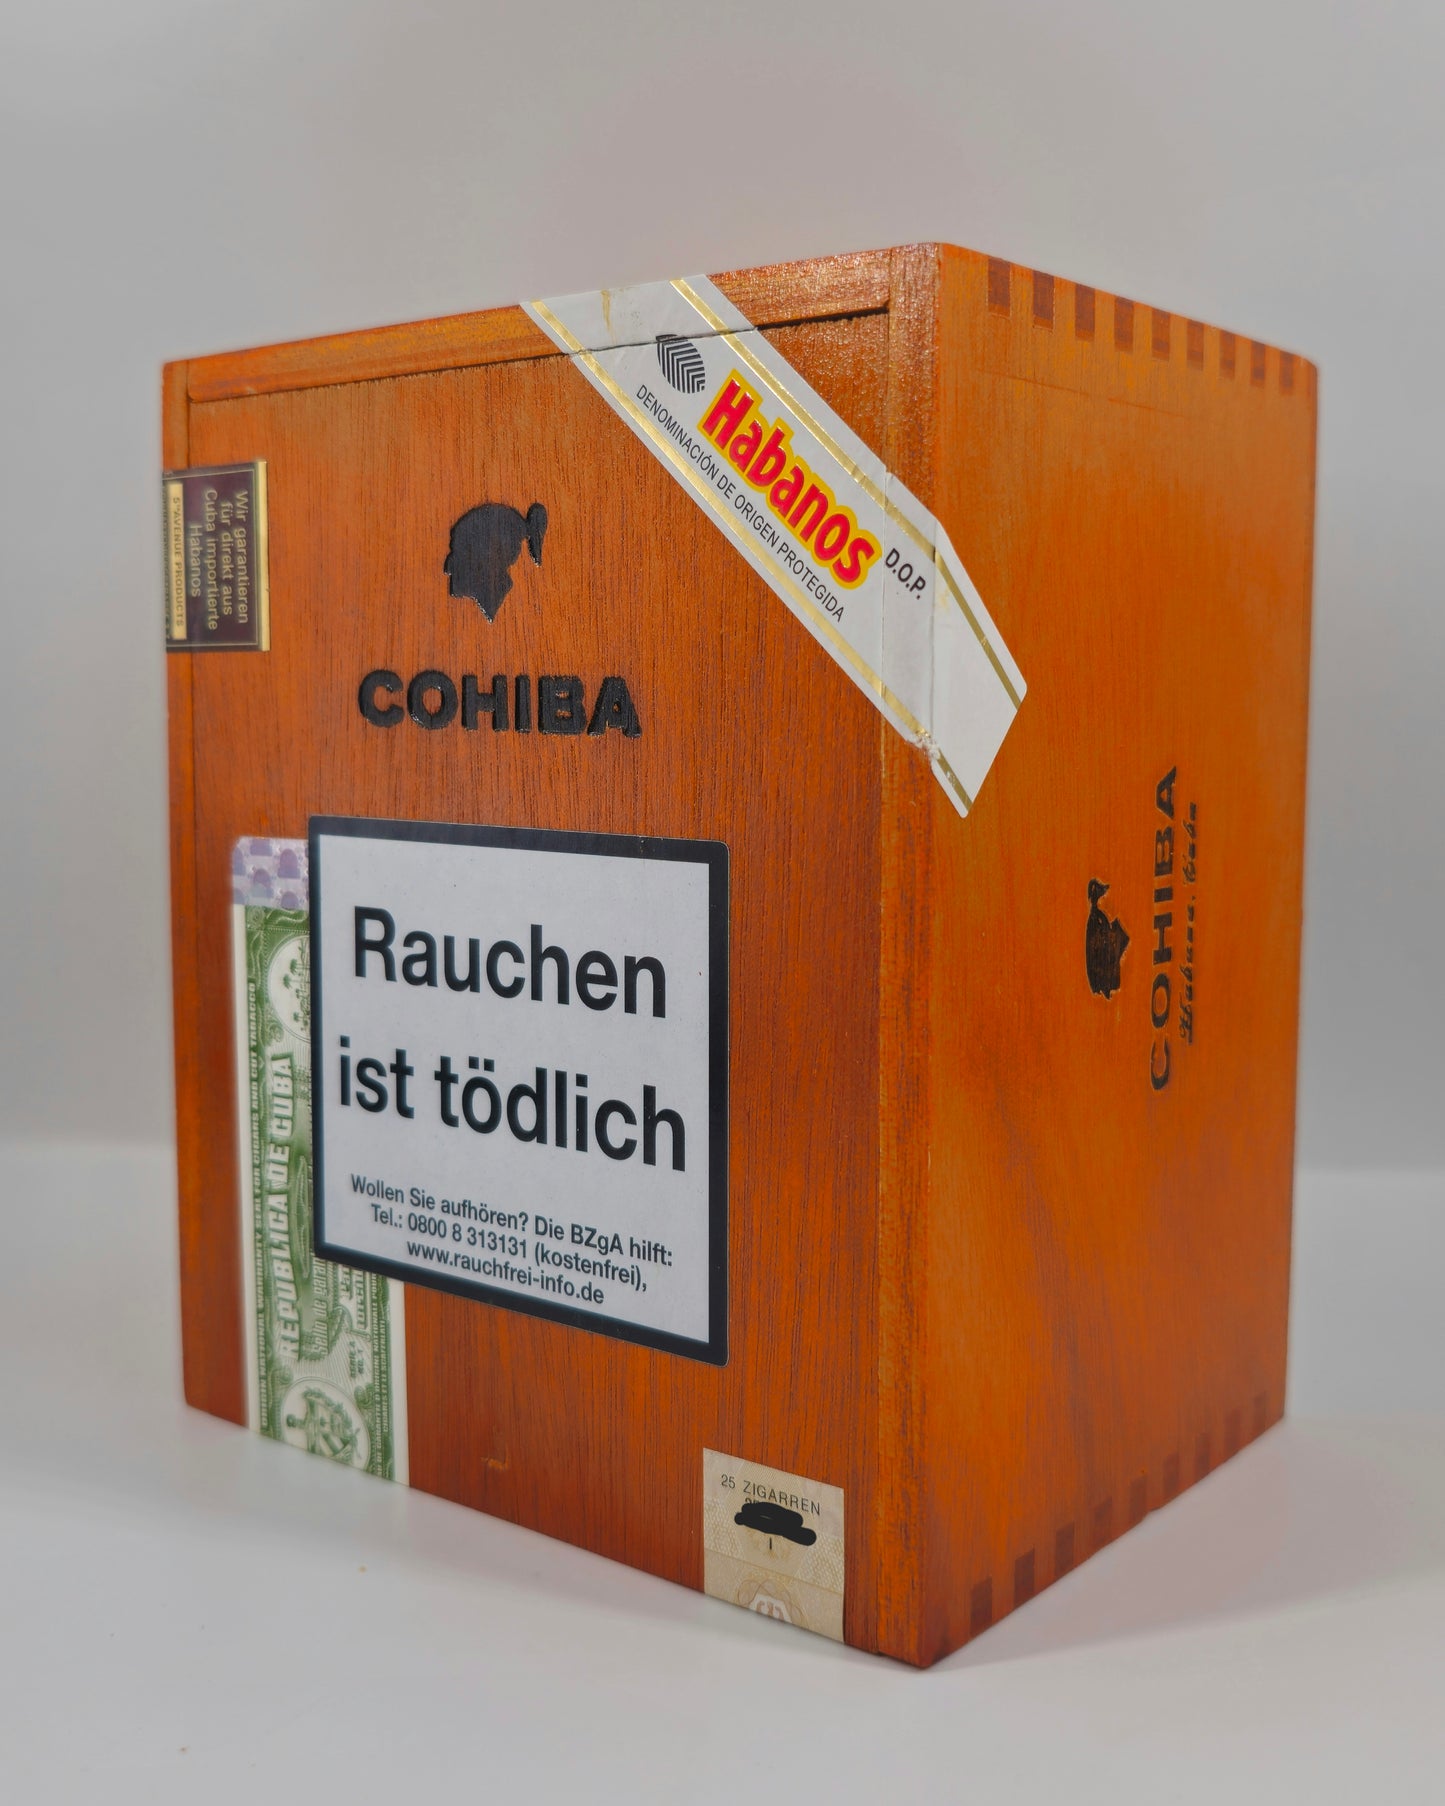 Habanos
D.O.P.
DENOMINACIÓN DE ORIGEN PROTEGIDA
Wir garantieren
für direkt aus
Cuba importierte
Habanos
5TH AVENUE PRODUCTS
COHIBA
Rauchen
ist tödlich
Wollen Sie aufhören? Die BZgA hilft:
Tel.: 0800 8 313131 (kostenfrei),
www.rauchfrei-info.de
REPUBLICA DE CUBA
25 ZIGARREN
COHIBA
Habana, Cuba